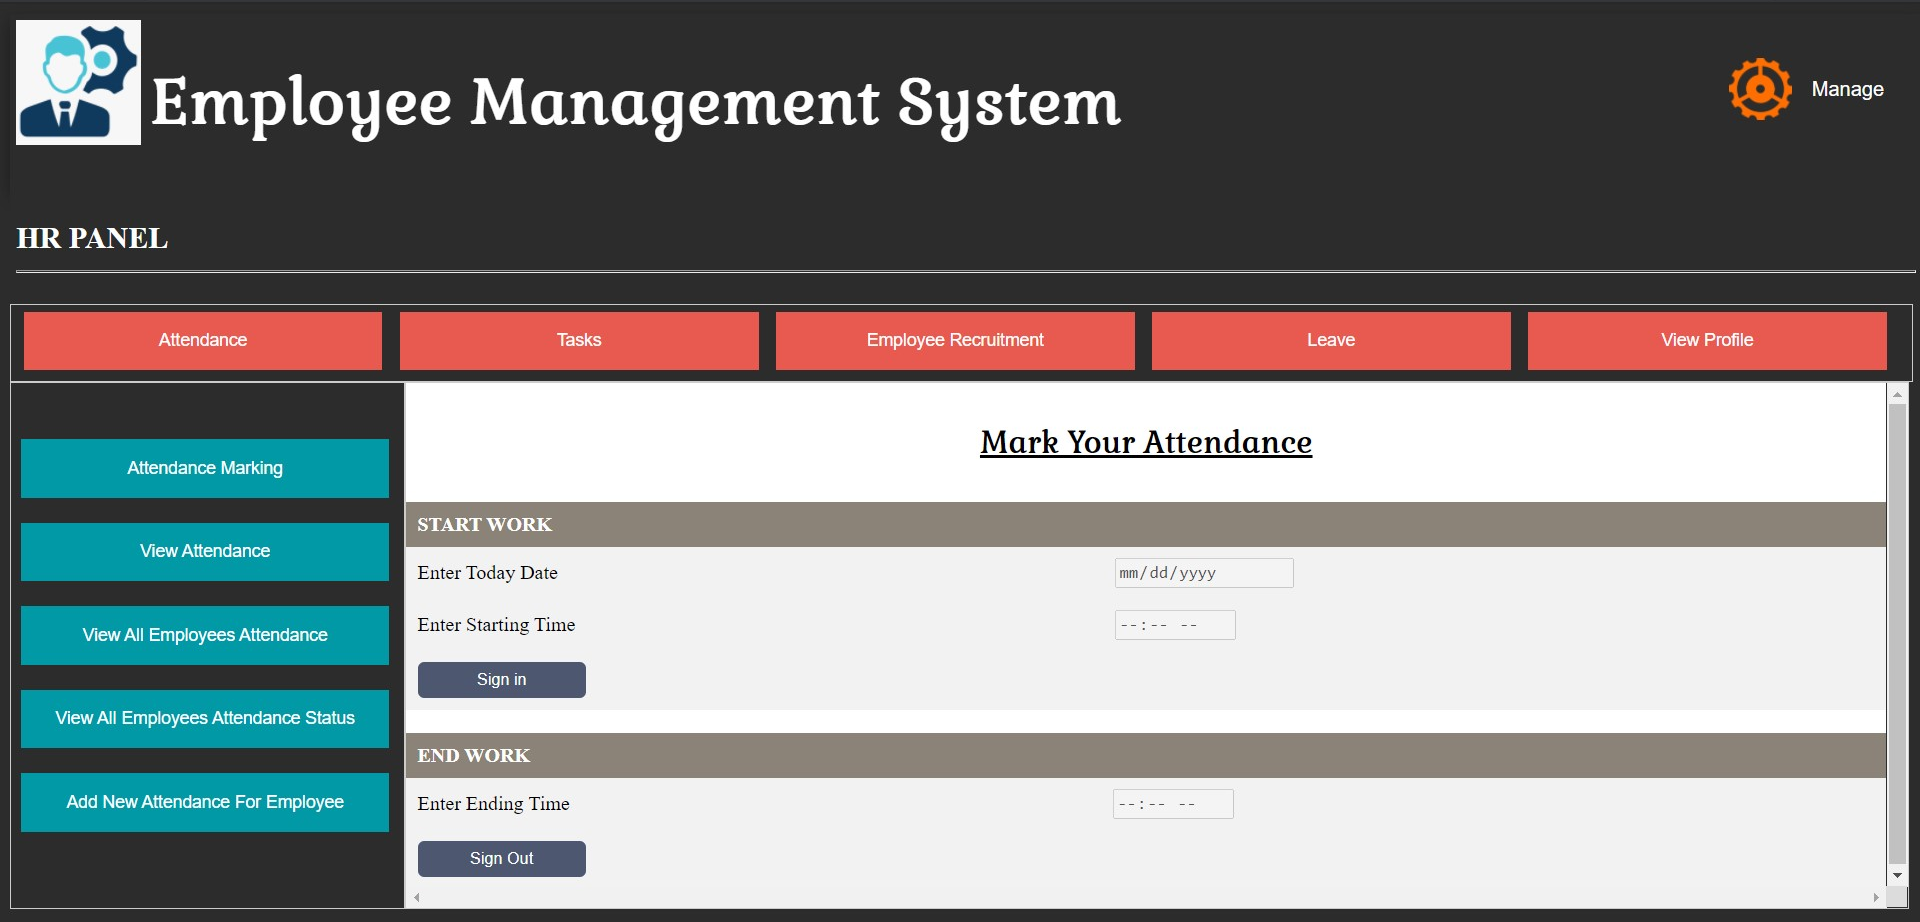 Employee Management System
Manage
HR PANEL
Attendance
Tasks
Employee Recruitment
Leave
View Profile
Attendance Marking
View Attendance
View All Employees Attendance
View All Employees Attendance Status
Add New Attendance For Employee
Mark Your Attendance
START WORK
Enter Today Date mm/dd/yyyy
Enter Starting Time --:-- --
Sign in
END WORK
Enter Ending Time --:-- --
Sign Out